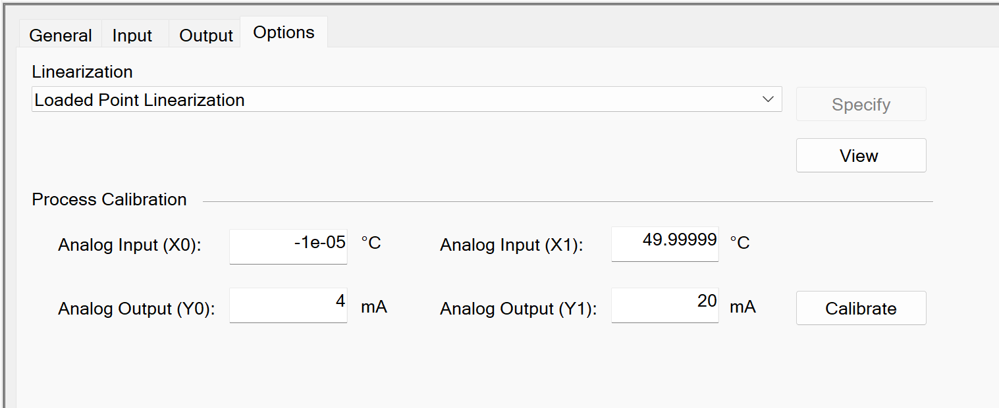 General Input Output Options
Linearization
Loaded Point Linearization
Specify
View
Process Calibration
Analog Input (X0): -1e-05 °C Analog Input (X1): 49.99999 °C
Analog Output (Y0): 4 mA Analog Output (Y1): 20 mA Calibrate